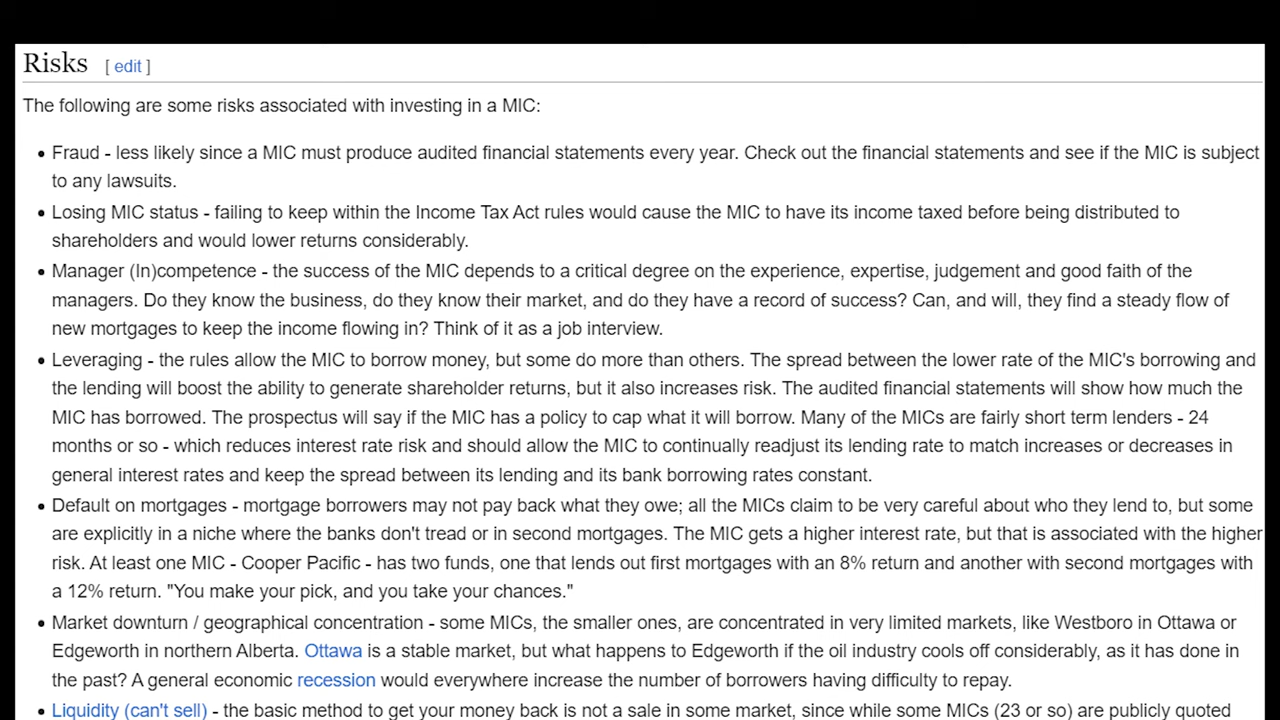 Risks [ edit ]
The following are some risks associated with investing in a MIC:
• Fraud - less likely since a MIC must produce audited financial statements every year. Check out the financial statements and see if the MIC is subject
to any lawsuits.
• Losing MIC status - failing to keep within the Income Tax Act rules would cause the MIC to have its income taxed before being distributed to
shareholders and would lower returns considerably.
• Manager (In)competence - the success of the MIC depends to a critical degree on the experience, expertise, judgement and good faith of the
managers. Do they know the business, do they know their market, and do they have a record of success? Can, and will, they find a steady flow of
new mortgages to keep the income flowing in? Think of it as a job interview.
• Leveraging - the rules allow the MIC to borrow money, but some do more than others. The spread between the lower rate of the MIC's borrowing and
the lending will boost the ability to generate shareholder returns, but it also increases risk. The audited financial statements will show how much the
MIC has borrowed. The prospectus will say if the MIC has a policy to cap what it will borrow. Many of the MICs are fairly short term lenders - 24
months or so - which reduces interest rate risk and should allow the MIC to continually readjust its lending rate to match increases or decreases in
general interest rates and keep the spread between its lending and its bank borrowing rates constant.
• Default on mortgages - mortgage borrowers may not pay back what they owe; all the MICs claim to be very careful about who they lend to, but some
are explicitly in a niche where the banks don't tread or in second mortgages. The MIC gets a higher interest rate, but that is associated with the higher
risk. At least one MIC - Cooper Pacific - has two funds, one that lends out first mortgages with an 8% return and another with second mortgages with
a 12% return. "You make your pick, and you take your chances."
• Market downturn / geographical concentration - some MICs, the smaller ones, are concentrated in very limited markets, like Westboro in Ottawa or
Edgeworth in northern Alberta. Ottawa is a stable market, but what happens to Edgeworth if the oil industry cools off considerably, as it has done in
the past? A general economic recession would everywhere increase the number of borrowers having difficulty to repay.
• Liquidity (can't sell) - the basic method to get your money back is not a sale in some market, since while some MICs (23 or so) are publicly quoted